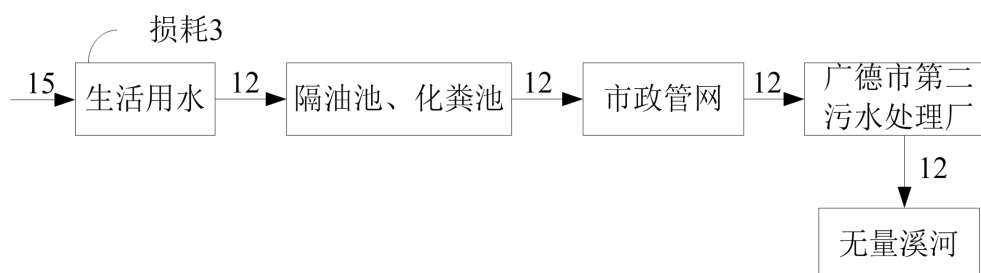 损耗3
15
生活用水
12
隔油池、化粪池
12
市政管网
12
广德市第二
污水处理厂
12
无量溪河